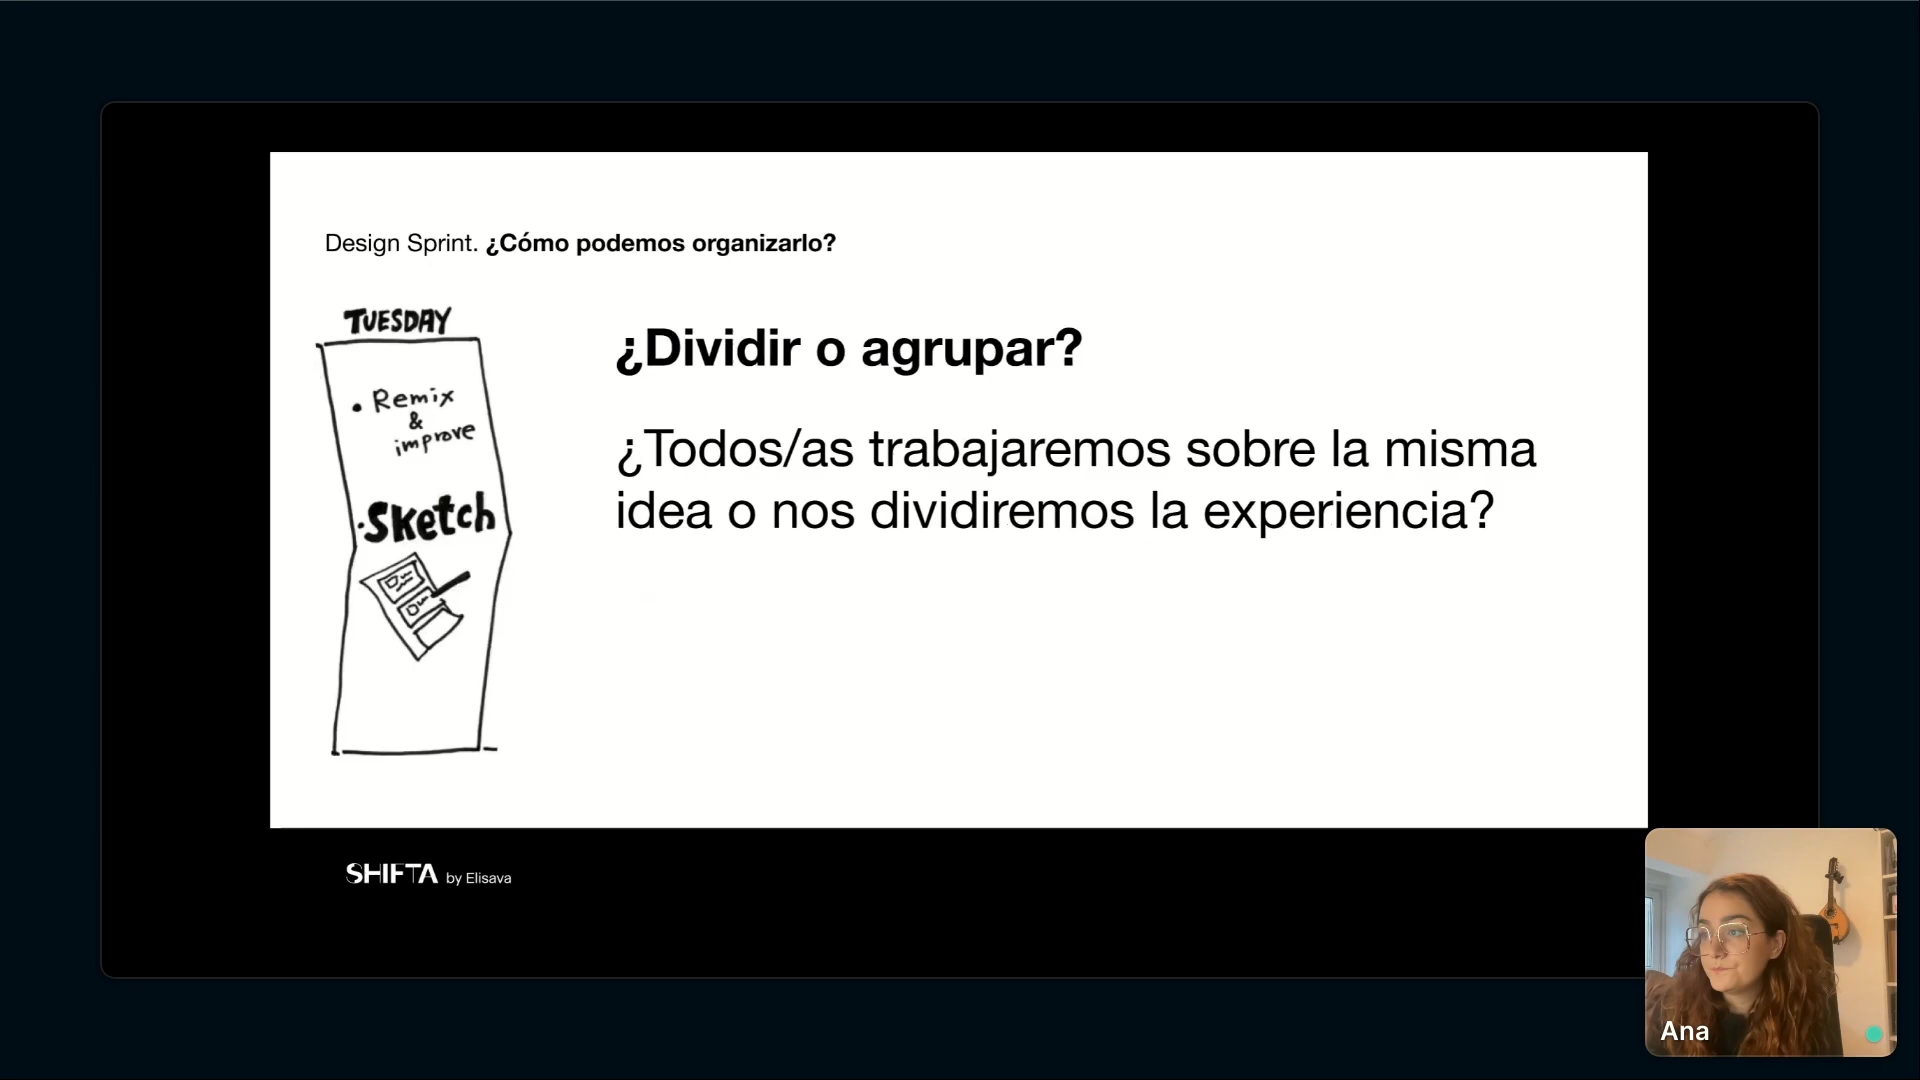 Design Sprint. ¿Cómo podemos organizarlo?
TUESDAY
• Remix
&
improve
·Sketch
¿Dividir o agrupar?
¿Todos/as trabajaremos sobre la misma
idea o nos dividiremos la experiencia?
SHIFTA by Elisava
Ana